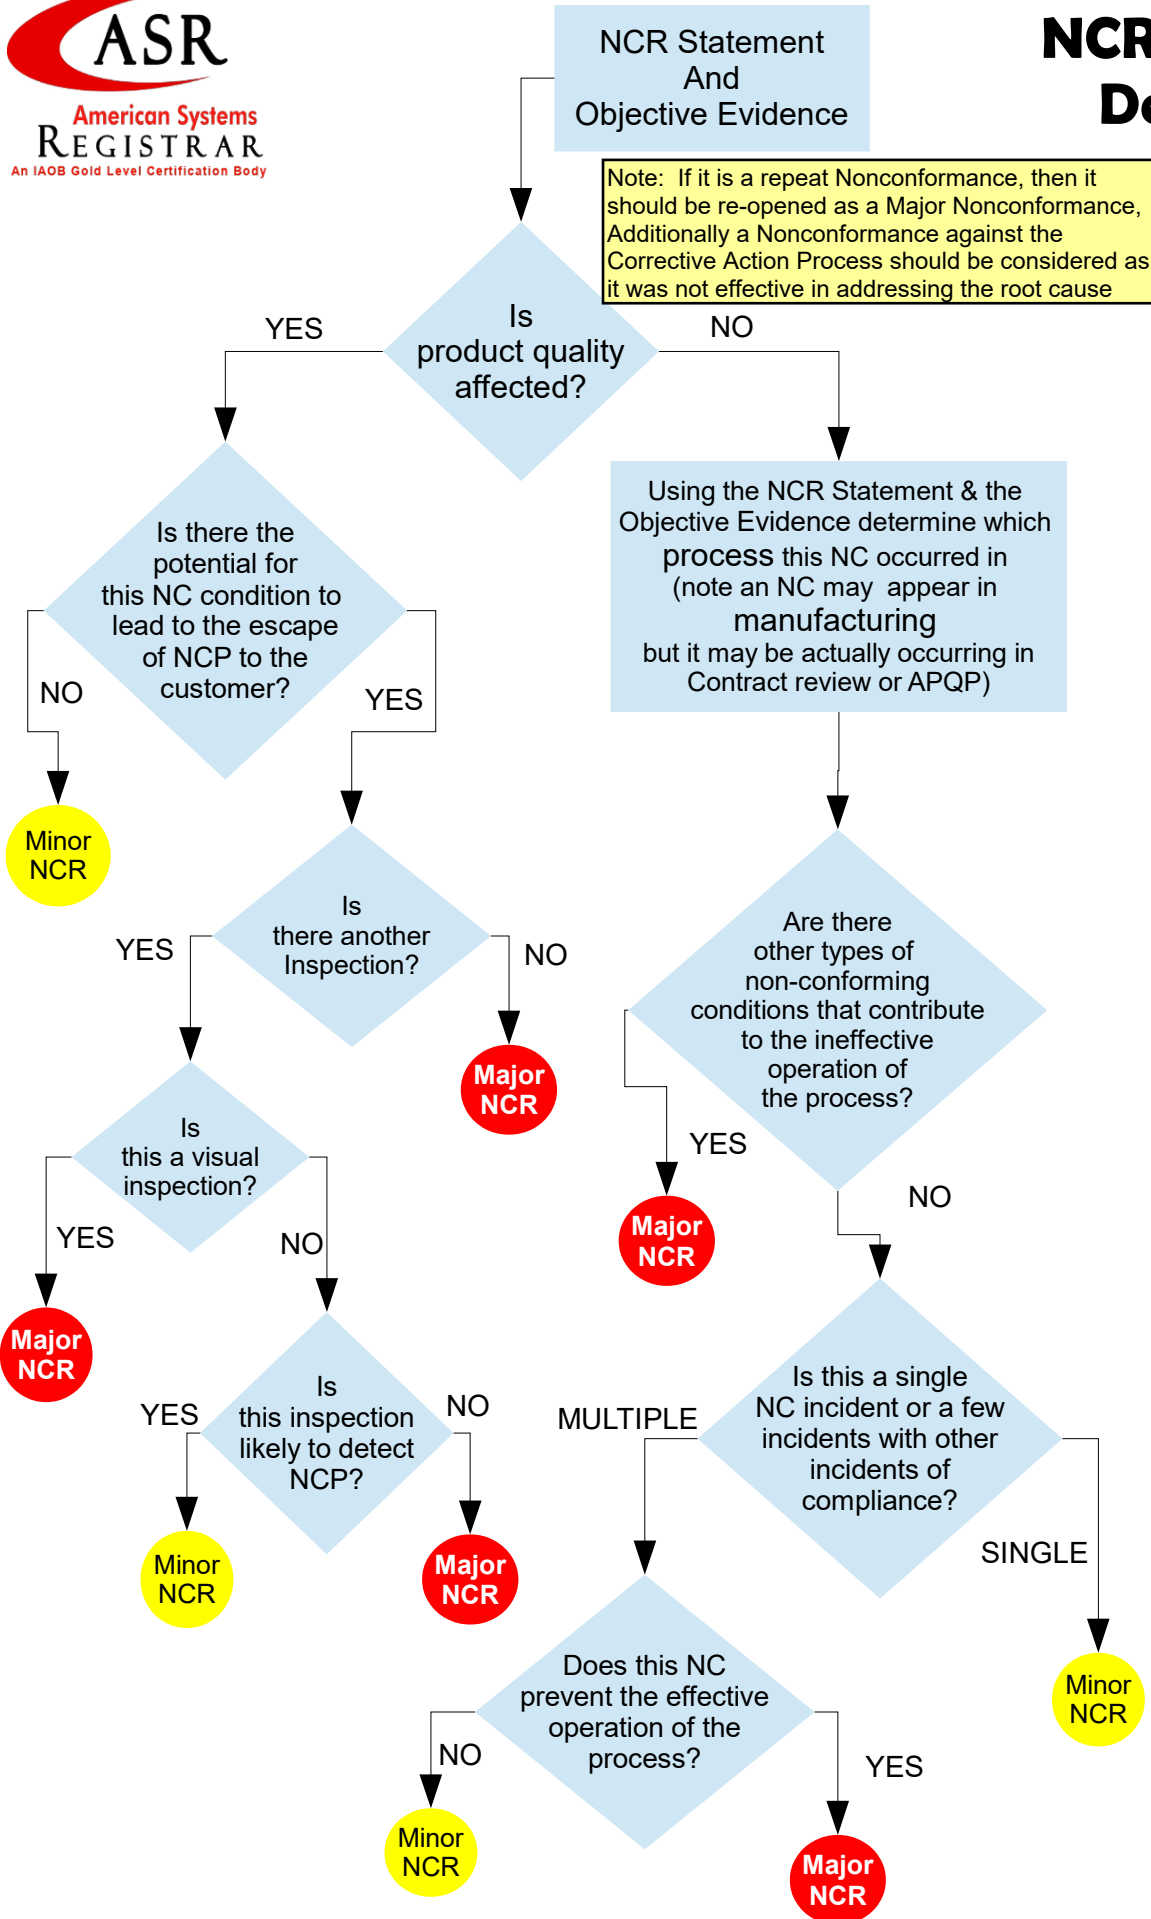 ASR
American Systems
REGISTRAR
An IAOB Gold Level Certification Body
NCR Statement
And
Objective Evidence
NCR
De
Note: If it is a repeat Nonconformance, then it
should be re-opened as a Major Nonconformance,
Additionally a Nonconformance against the
Corrective Action Process should be considered as
it was not effective in addressing the root cause
Is
product quality
affected?
YES
NO
Is there the
potential for
this NC condition to
lead to the escape
of NCP to the
customer?
NO
YES
Using the NCR Statement & the
Objective Evidence determine which
process this NC occurred in
(note an NC may appear in
manufacturing
but it may be actually occurring in
Contract review or APQP)
Minor
NCR
Is
there another
Inspection?
YES
NO
Major
NCR
Are there
other types of
non-conforming
conditions that contribute
to the ineffective
operation of
the process?
YES
NO
Major
NCR
Is
this a visual
inspection?
YES
NO
Major
NCR
Is
this inspection
likely to detect
NCP?
YES
NO
Minor
NCR
Major
NCR
Is this a single
NC incident or a few
incidents with other
incidents of
compliance?
MULTIPLE
SINGLE
Minor
NCR
Does this NC
prevent the effective
operation of the
process?
NO
YES
Minor
NCR
Major
NCR